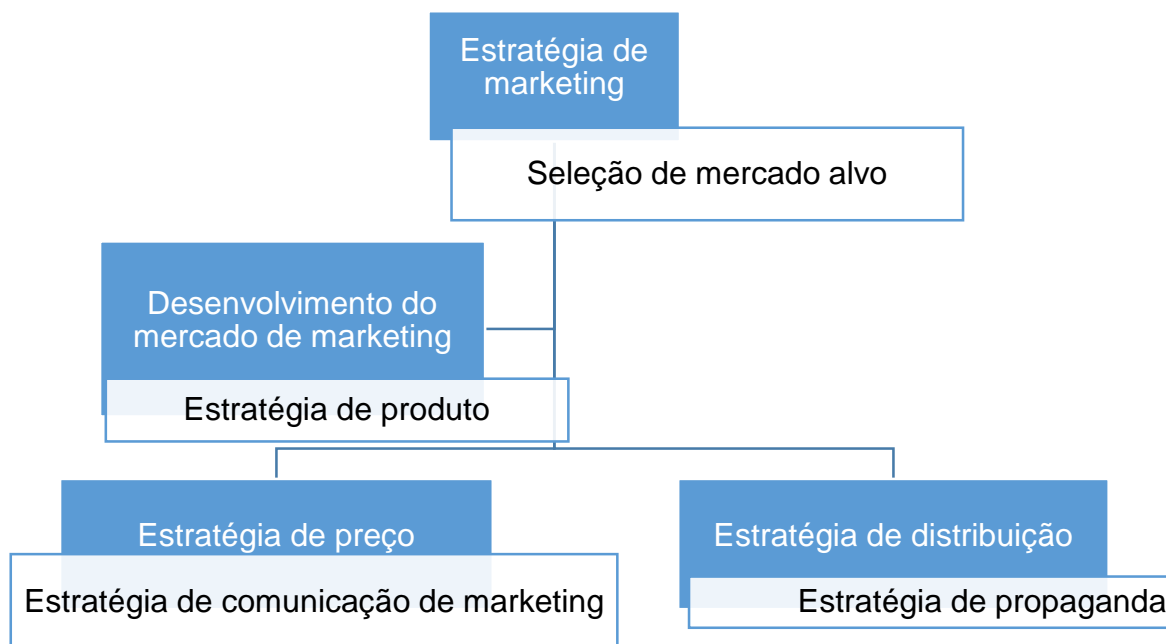 Estratégia de
marketing
Seleção de mercado alvo
Desenvolvimento do
mercado de marketing
Estratégia de produto
Estratégia de preço
Estratégia de comunicação de marketing
Estratégia de distribuição
Estratégia de propaganda